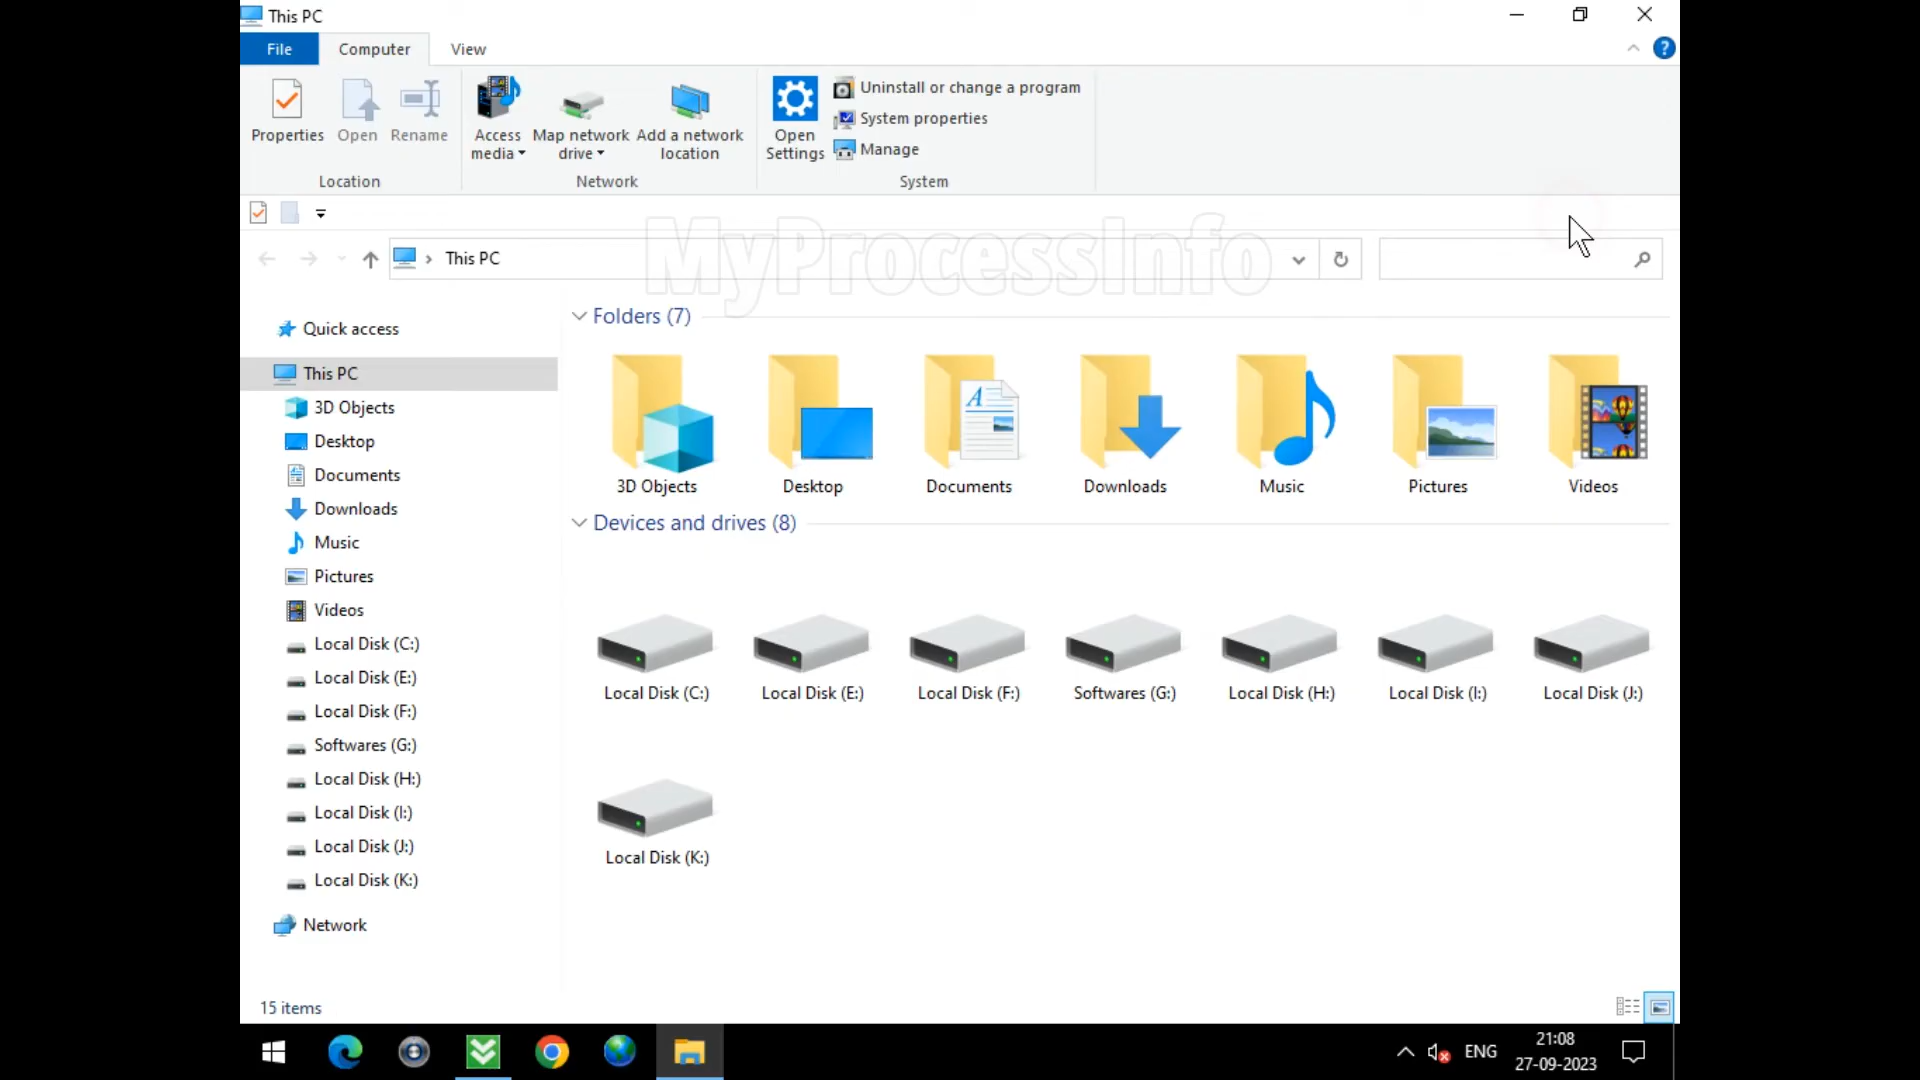 This PC
File Computer View
Properties Open Rename Access media Map network drive Add a network location Open Settings Uninstall or change a program
System properties
Manage
Location Network System
MyProcessInfo
This PC
Quick access
This PC
3D Objects
Desktop
Documents
Downloads
Music
Pictures
Videos
Local Disk (C:)
Local Disk (E:)
Local Disk (F:)
Softwares (G:)
Local Disk (H:)
Local Disk (I:)
Local Disk (J:)
Local Disk (K:)
Network
Folders (7)
3D Objects Desktop Documents Downloads Music Pictures Videos
Devices and drives (8)
Local Disk (C:) Local Disk (E:) Local Disk (F:) Softwares (G:) Local Disk (H:) Local Disk (I:) Local Disk (J:)
Local Disk (K:)
15 items
ENG
21:08
27-09-2023